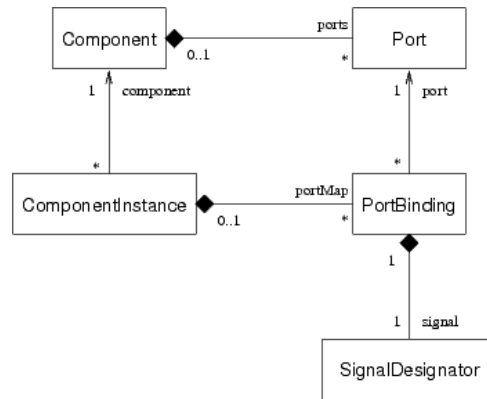 Component
ports
Port
0..1
*
1
component
1
port
*
*
ComponentInstance
portMap
PortBinding
0..1
*
1
1
signal
SignalDesignator